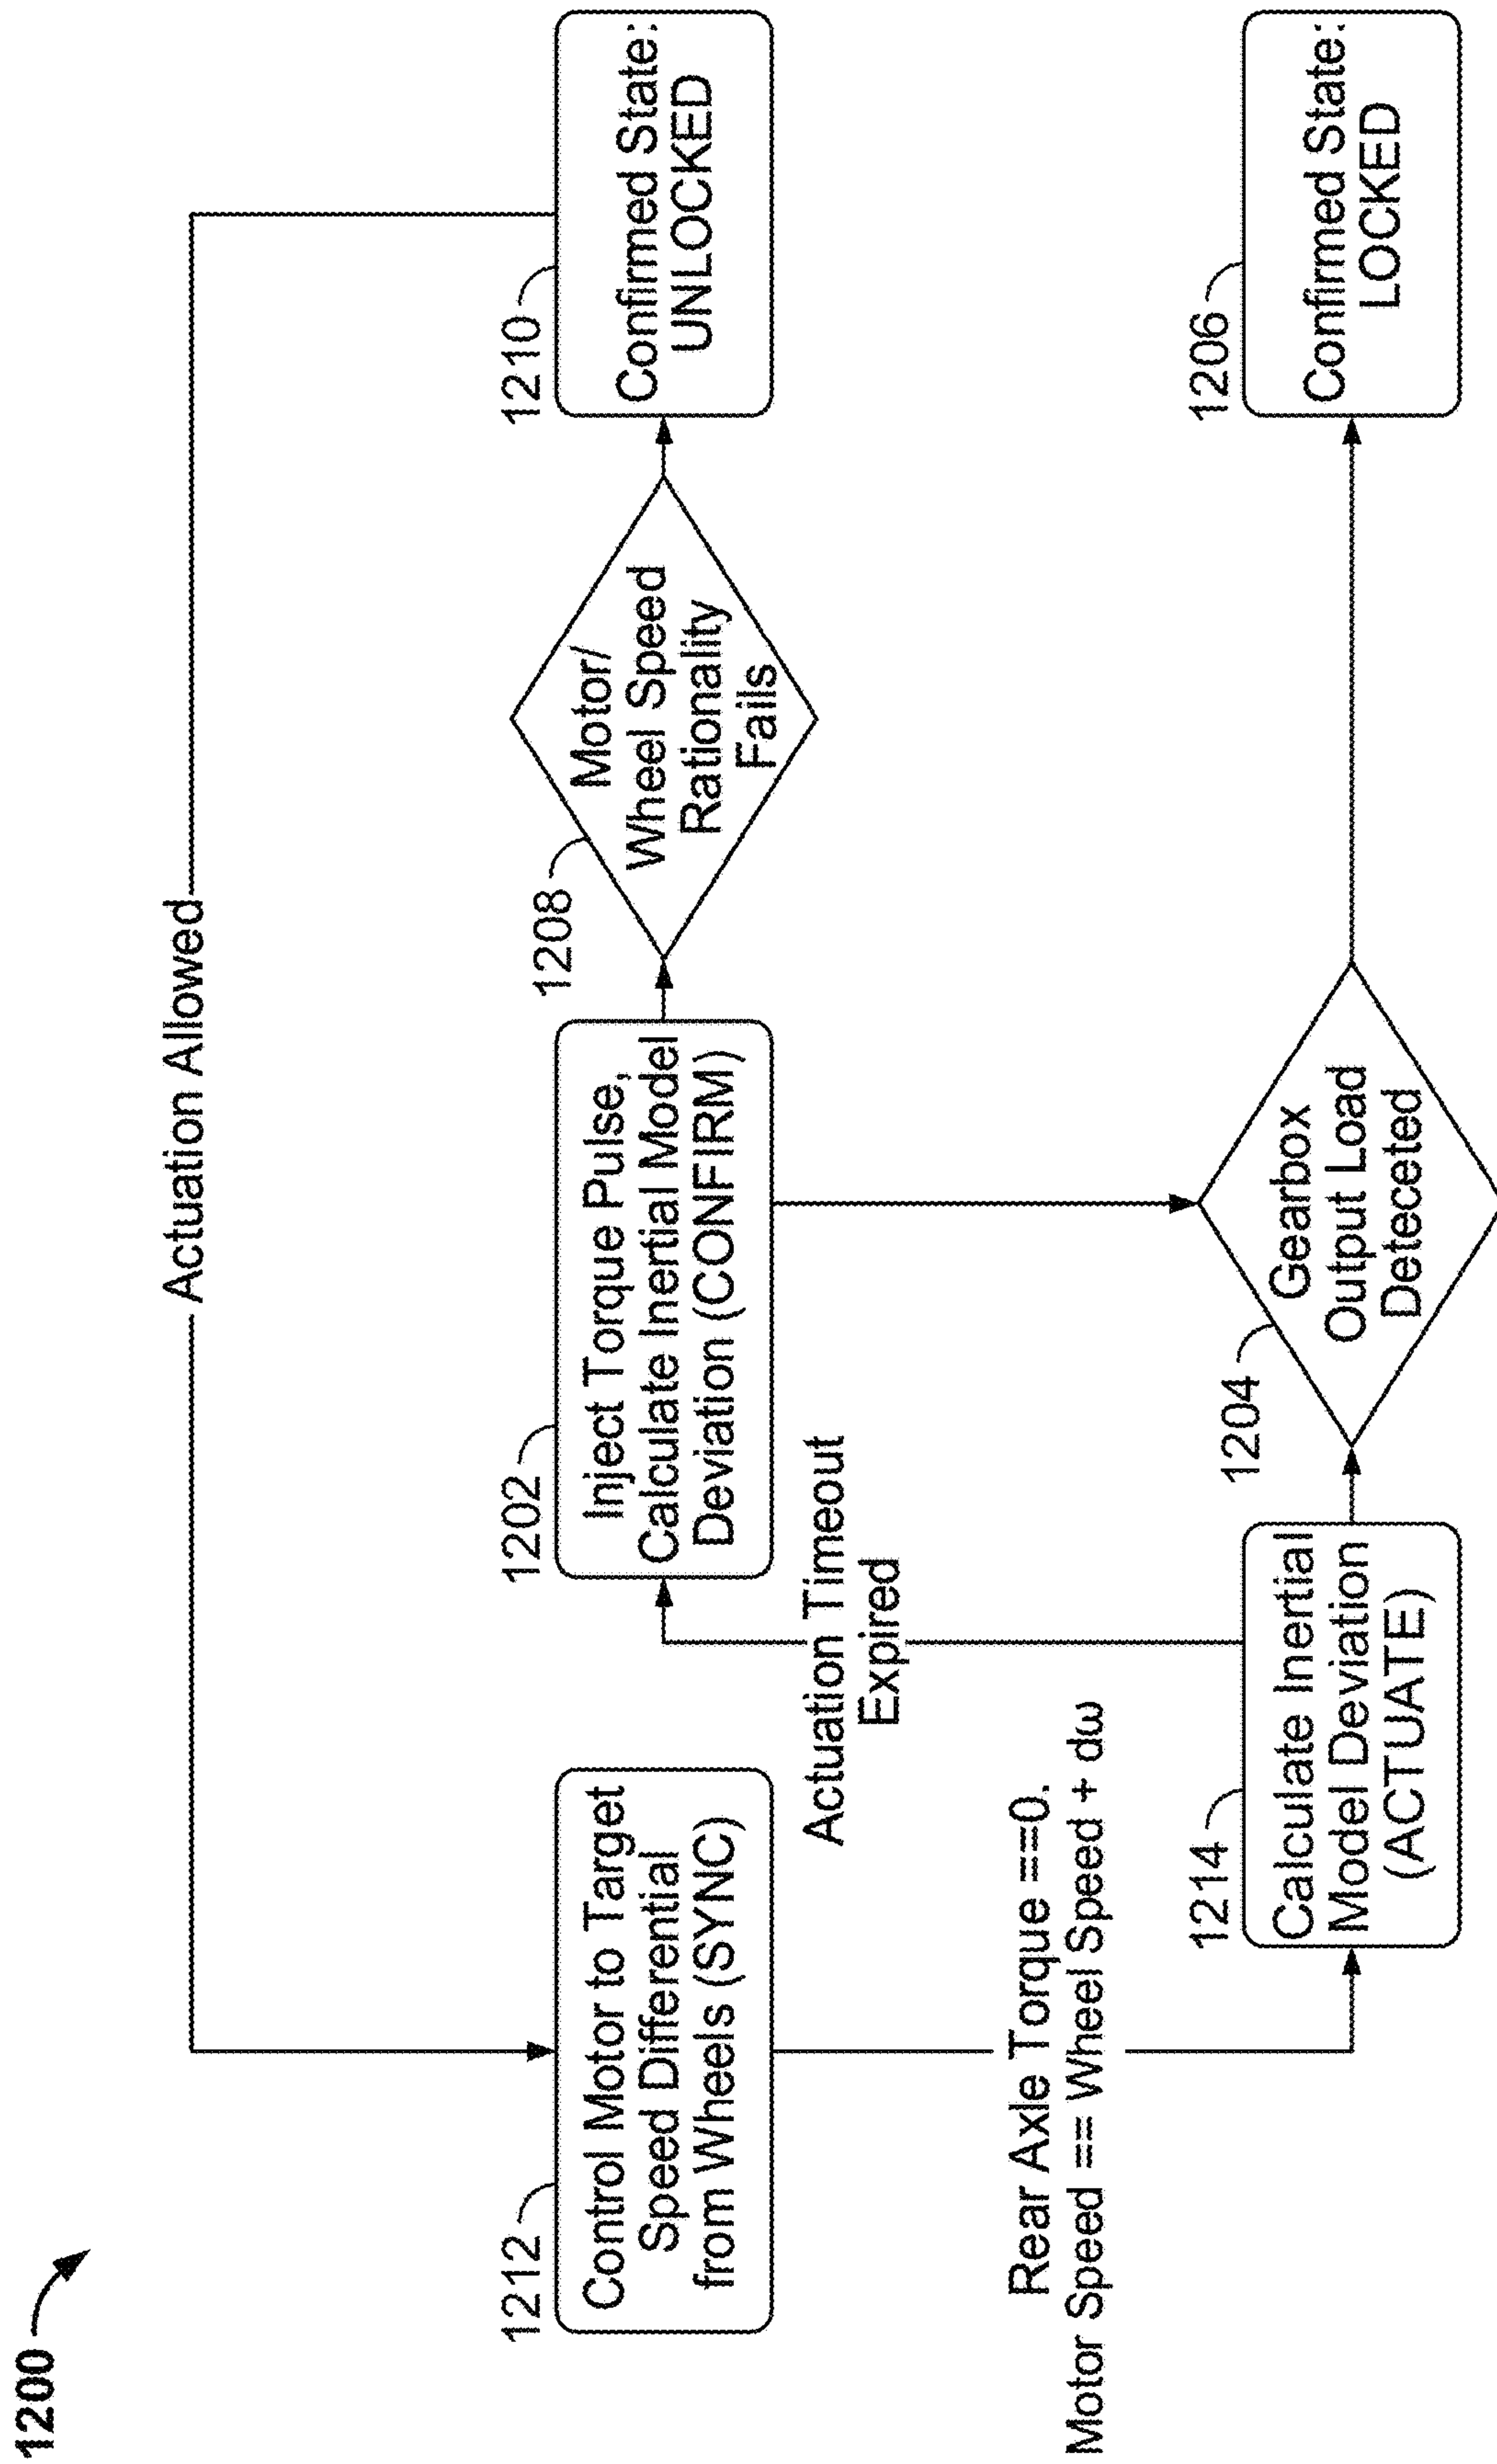 1200
Actuation Allowed
1212
Control Motor to Target
Speed Differential
from Wheels (SYNC)
1202
Inject Torque Pulse,
Calculate Inertial Model
Deviation (CONFIRM)
1208
Motor/
Wheel Speed
Rationality
Fails
1210
Confirmed State:
UNLOCKED
Actuation Timeout
Expired
Rear Axle Torque ==0.
Motor Speed == Wheel Speed + dω
1214
Calculate Inertial
Model Deviation
(ACTUATE)
1204
Gearbox
Output Load
Deteceted
1206
Confirmed State:
LOCKED